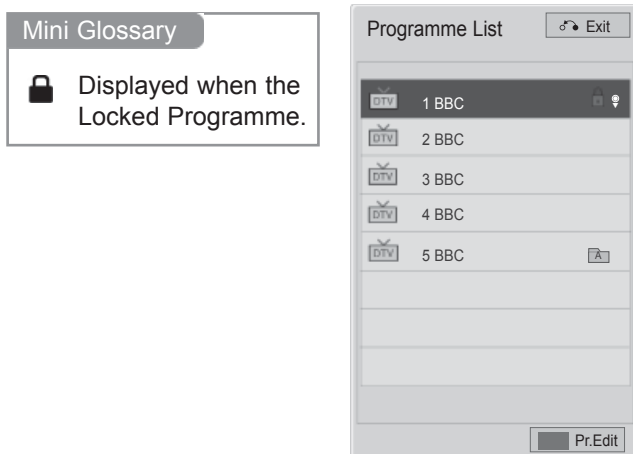 Mini Glossary
Displayed when the
Locked Programme.
Programme List
Exit
DTV 1 BBC
DTV 2 BBC
DTV 3 BBC
DTV 4 BBC
DTV 5 BBC A
Pr.Edit